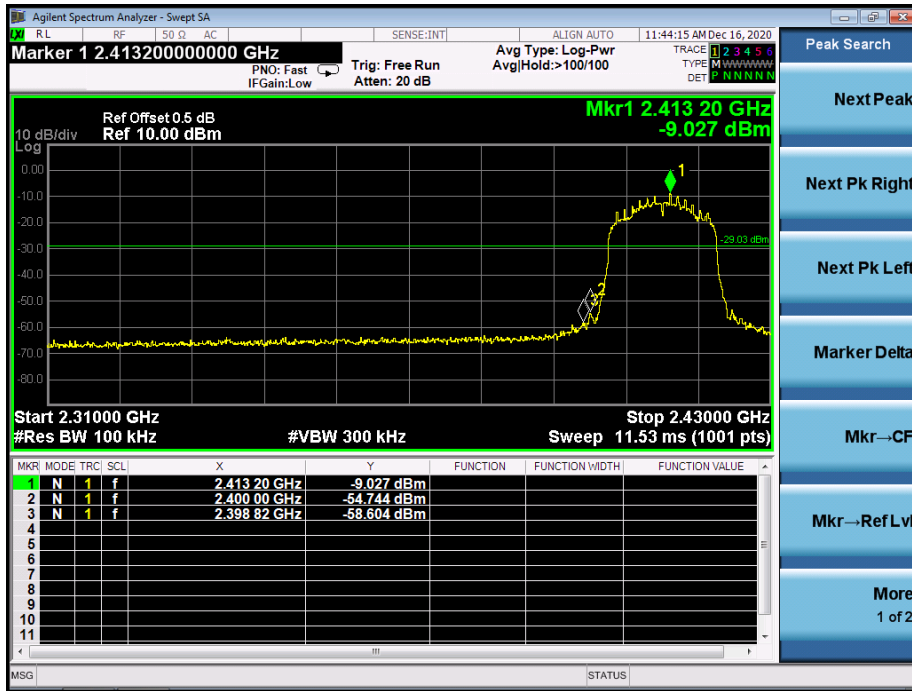 Agilent Spectrum Analyzer - Swept SA
LXI RL RF 50 Ω AC SENSE:INT ALIGN AUTO 11:44:15 AM Dec 16, 2020
Marker 1 2.413200000000 GHz
PNO: Fast
IFGain:Low
Trig: Free Run
Atten: 20 dB
Avg Type: Log-Pwr
Avg|Hold:>100/100
TRACE 1 2 3 4 5 6
TYPE M W W W W W
DET P N N N N N
Peak Search
Next Peak
Next Pk Right
Next Pk Left
Marker Delta
Mkr→CF
Mkr→Ref Lvl
More
1 of 2
Mkr1 2.413 20 GHz
-9.027 dBm
Ref Offset 0.5 dB
10 dB/div Ref 10.00 dBm
Log
0.00
-10.0
-20.0
-30.0
-40.0
-50.0
-60.0
-70.0
-80.0
1
-29.03 dBm
2
3
Start 2.31000 GHz Stop 2.43000 GHz
#Res BW 100 kHz #VBW 300 kHz Sweep 11.53 ms (1001 pts)
MKR MODE TRC SCL X Y FUNCTION FUNCTION WIDTH FUNCTION VALUE
1 N 1 f 2.413 20 GHz -9.027 dBm
2 N 1 f 2.400 00 GHz -54.744 dBm
3 N 1 f 2.398 82 GHz -58.604 dBm
4
5
6
7
8
9
10
11
MSG STATUS